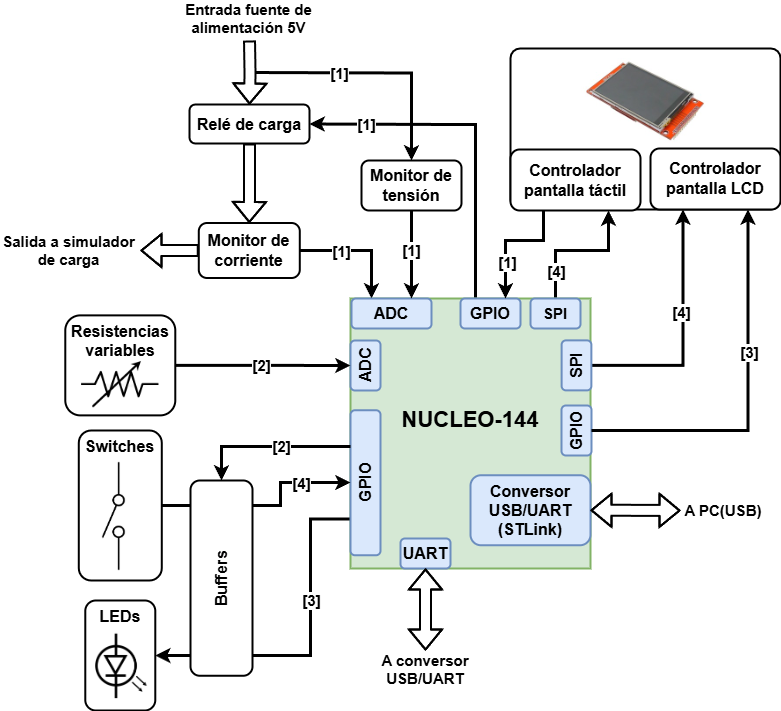 Entrada fuente de
alimentación 5V
[1]
Relé de carga
[1]
Monitor de
tensión
Controlador
pantalla táctil
Controlador
pantalla LCD
Salida a simulador
de carga
Monitor de
corriente
[1]
[1]
[1]
[4]
[4]
[3]
ADC
GPIO
SPI
Resistencias
variables
[2]
ADC
SPI
NUCLEO-144
GPIO
Switches
[2]
[4]
GPIO
Conversor
USB/UART
(STLink)
A PC(USB)
Buffers
UART
[3]
LEDs
A conversor
USB/UART